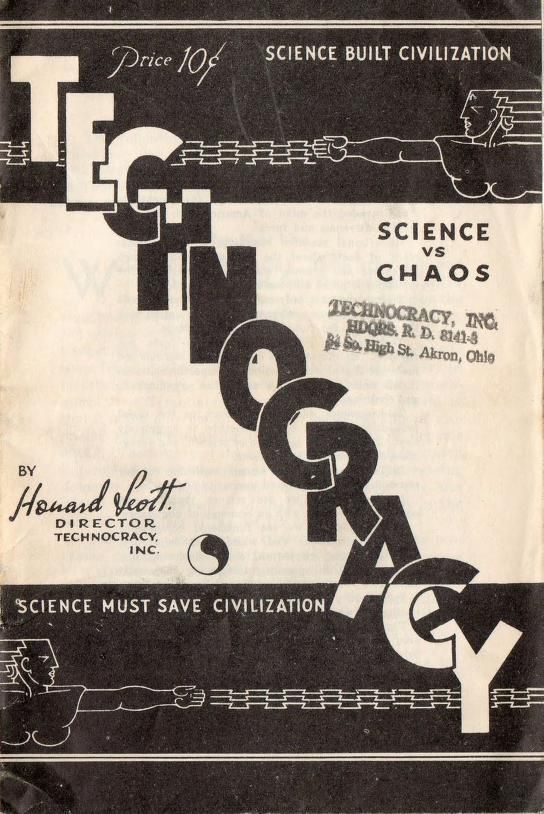 Price 10¢
SCIENCE BUILT CIVILIZATION
TECHNOCRACY
SCIENCE
VS
CHAOS
TECHNOCRACY, INC.
HDQRS. R. D. 8141-3
34 So. High St. Akron, Ohio
BY
Howard Scott.
DIRECTOR
TECHNOCRACY,
INC.
SCIENCE MUST SAVE CIVILIZATION